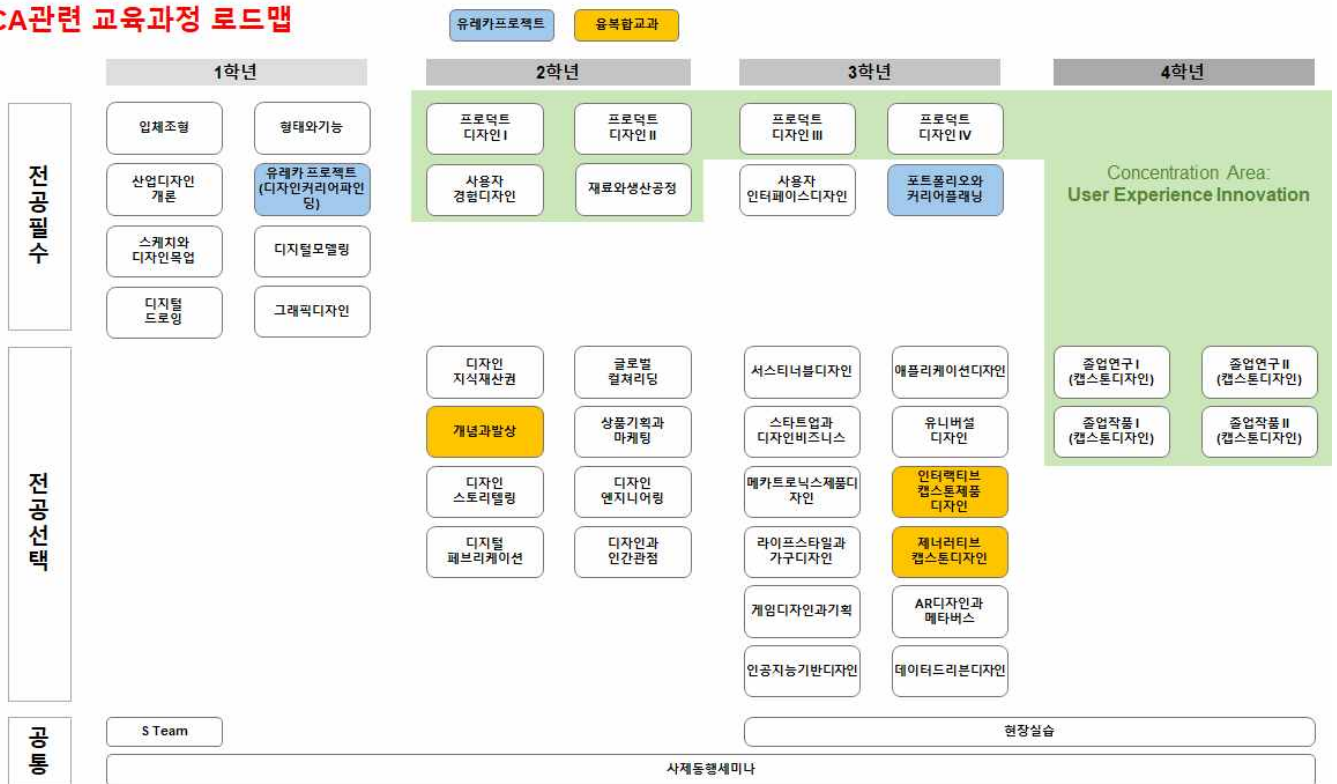 CA관련 교육과정 로드맵
유레카프로젝트
융복합교과
1학년
2학년
3학년
4학년
전공필수
입체조형
형태와기능
프로덕트
디자인 I
프로덕트
디자인 II
프로덕트
디자인 III
프로덕트
디자인 IV
산업디자인
개론
유레카 프로젝트
(디자인커리어파인
딩)
사용자
경험디자인
재료와생산공정
사용자
인터페이스디자인
포트폴리오와
커리어플래닝
Concentration Area:
User Experience Innovation
스케치와
디자인목업
디지털모델링
디지털
드로잉
그래픽디자인
전공선택
디자인
지식재산권
글로벌
컬쳐리딩
서스티너블디자인
애플리케이션디자인
졸업연구 I
(캡스톤디자인)
졸업연구 II
(캡스톤디자인)
개념과발상
상품기획과
마케팅
스타트업과
디자인비즈니스
유니버설
디자인
졸업작품 I
(캡스톤디자인)
졸업작품 II
(캡스톤디자인)
디자인
스토리텔링
디자인
엔지니어링
메카트로닉스제품디
자인
인터랙티브
캡스톤제품
디자인
디지털
페브리케이션
디자인과
인간관점
라이프스타일과
가구디자인
제너러티브
캡스톤디자인
게임디자인과기획
AR디자인과
메타버스
인공지능기반디자인
데이터드리븐디자인
공통
S Team
현장실습
사제동행세미나